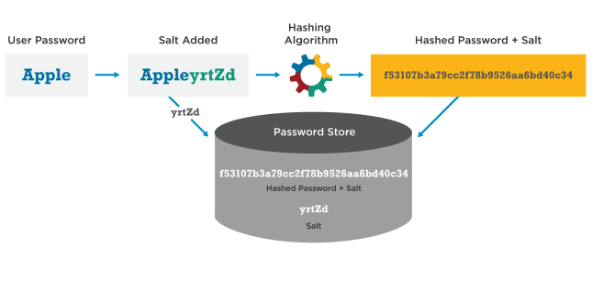 User Password
Salt Added
Hashing
Algorithm
Hashed Password + Salt
Apple
AppleyrtZd
f53107b3a79cc2f78b9526aa6bd40c34
yrtZd
Password Store
f53107b3a79cc2f78b9526aa6bd40c34
Hashed Password + Salt
yrtZd
Salt